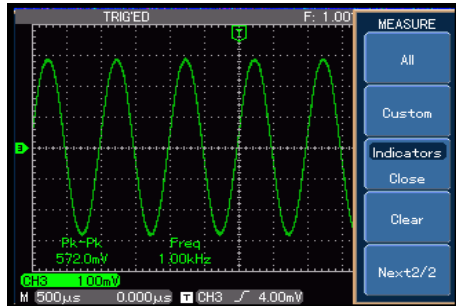 TRIG'ED F: 1.00
MEASURE
T
All
Custom
3
Indicators
Close
Clear
Pk-Pk Freq
572.0mV 1.00kHz
Next2/2
CH3 100mV
M 500µs 0.000µs T CH3 4.00mV